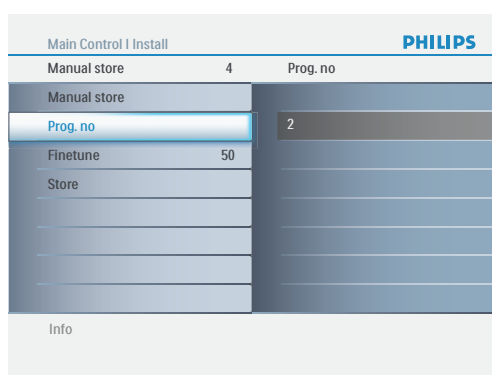 Main Control l Install PHILIPS
Manual store 4 Prog. no
Manual store
Prog. no 2
Finetune 50
Store
Info